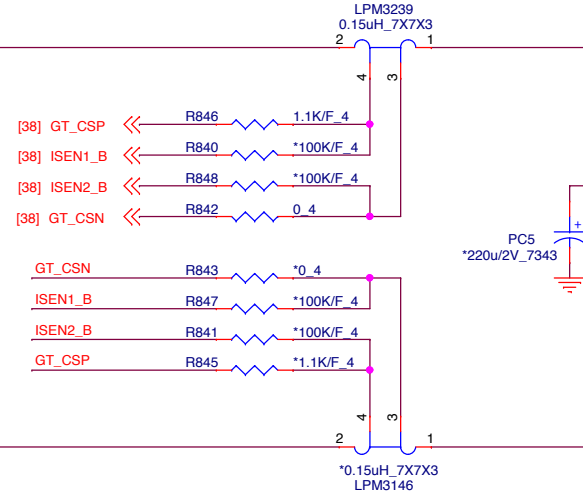 LPM3239
0.15uH_7X7X3
2 1
4 3
[38] GT_CSP R846 1.1K/F_4
[38] ISEN1_B R840 *100K/F_4
[38] ISEN2_B R848 *100K/F_4
[38] GT_CSN R842 0_4
+
PC5
*220u/2V_7343
GT_CSN R843 *0_4
ISEN1_B R847 *100K/F_4
ISEN2_B R841 *100K/F_4
GT_CSP R845 *1.1K/F_4
4 3
2 1
*0.15uH_7X7X3
LPM3146